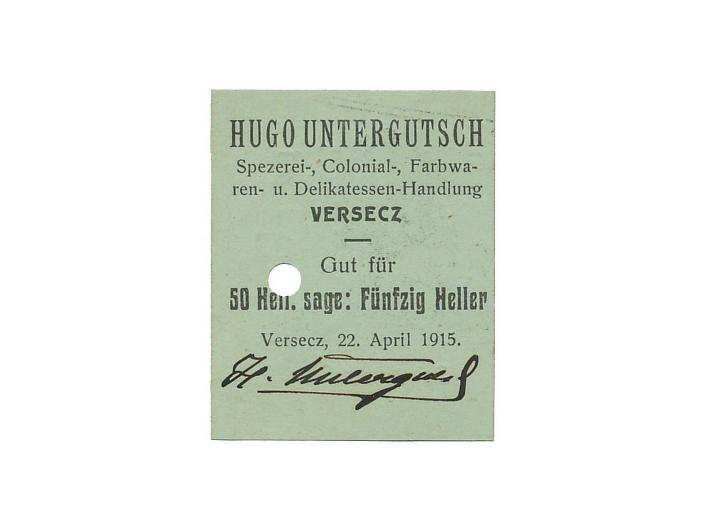 HUGO UNTERGUTSCH
Spezerei-, Colonial-, Farbwa-
ren- u. Delikatessen-Handlung
VERSECZ
Gut für
50 Hell. sage: Fünfzig Heller
Versecz, 22. April 1915.
H. Untergutsch